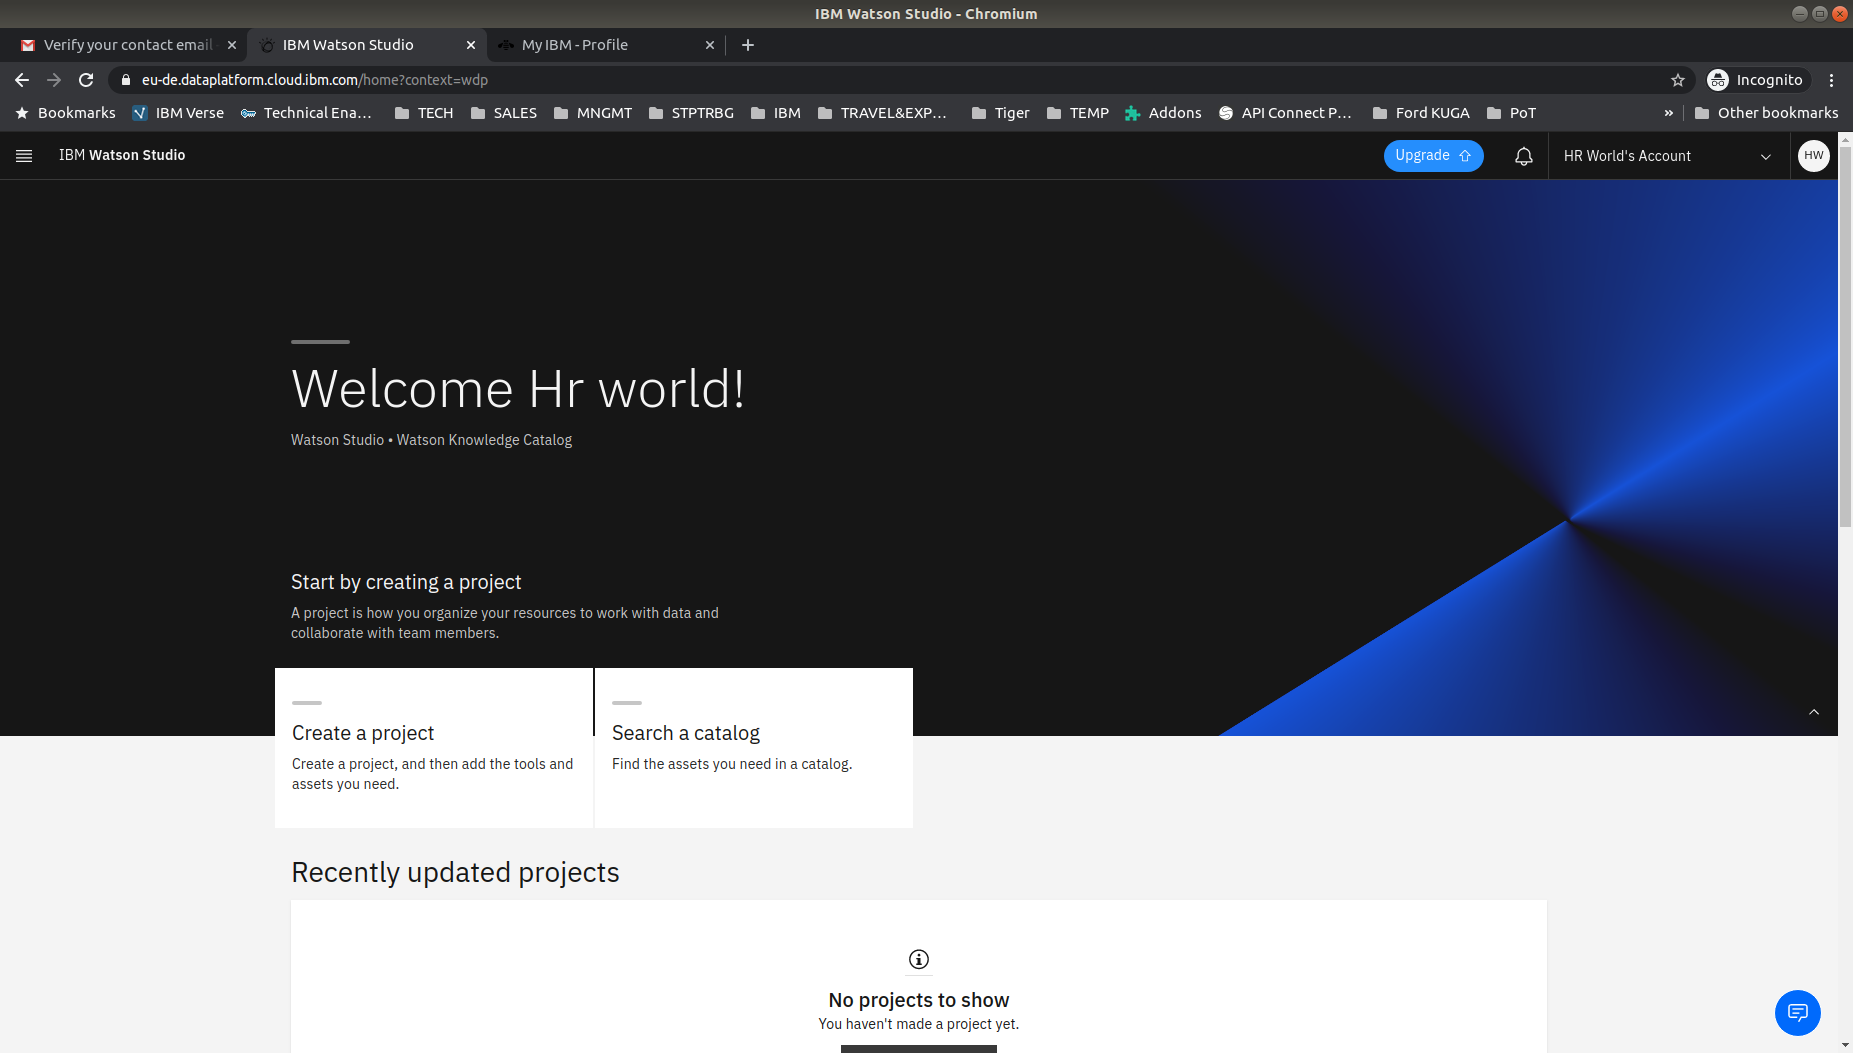 IBM Watson Studio - Chromium
Verify your contact email
IBM Watson Studio
My IBM - Profile
eu-de.dataplatform.cloud.ibm.com/home?context=wdp
Incognito
Bookmarks
IBM Verse
Technical Ena...
TECH
SALES
MNGMT
STPTRBG
IBM
TRAVEL&EXP...
Tiger
TEMP
Addons
API Connect P...
Ford KUGA
PoT
»
Other bookmarks
IBM Watson Studio
Upgrade
HR World's Account
HW
Welcome Hr world!
Watson Studio • Watson Knowledge Catalog
Start by creating a project
A project is how you organize your resources to work with data and
collaborate with team members.
Create a project
Create a project, and then add the tools and
assets you need.
Search a catalog
Find the assets you need in a catalog.
Recently updated projects
No projects to show
You haven't made a project yet.